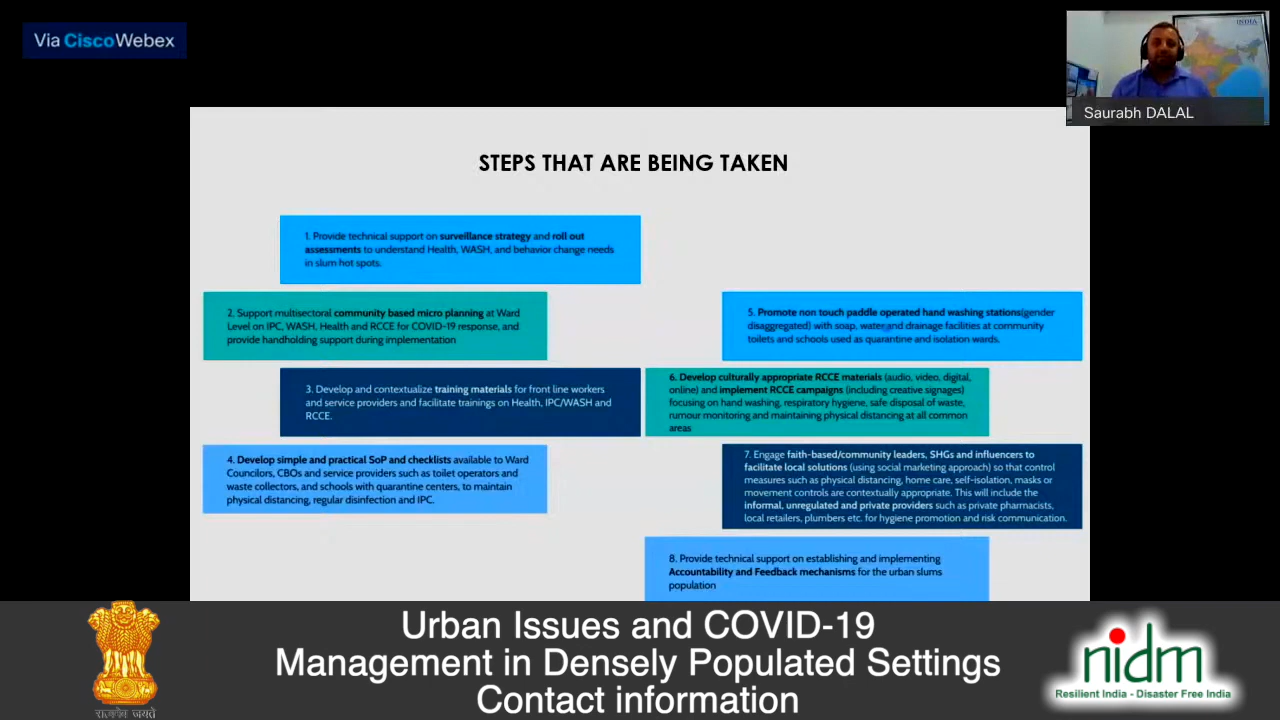 Via CiscoWebex
INDIA
Saurabh DALAL
STEPS THAT ARE BEING TAKEN
1. Provide technical support on surveillance strategy and roll out
assessments to understand Health, WASH, and behavior change needs
in slum hot spots.
2. Support multisectoral community based micro planning at Ward
Level on IPC, WASH, Health and RCCE for COVID-19 response, and
provide handholding support during implementation
3. Develop and contextualize training materials for front line workers
and service providers and facilitate trainings on Health, IPC/WASH and
RCCE.
4. Develop simple and practical SoP and checklists available to Ward
Councilors, CBOs and service providers such as toilet operators and
waste collectors, and schools with quarantine centers, to maintain
physical distancing, regular disinfection and IPC.
5. Promote non touch paddle operated hand washing stations(gender
disaggregated) with soap, water and drainage facilities at community
toilets and schools used as quarantine and isolation wards.
6. Develop culturally appropriate RCCE materials (audio, video, digital,
online) and implement RCCE campaigns (including creative signages)
focusing on hand washing, respiratory hygiene, safe disposal of waste,
rumour monitoring and maintaining physical distancing at all common
areas
7. Engage faith-based/community leaders, SHGs and influencers to
facilitate local solutions (using social marketing approach) so that control
measures such as physical distancing, home care, self-isolation, masks or
movement controls are contextually appropriate. This will include the
informal, unregulated and private providers such as private pharmacists,
local retailers, plumbers etc. for hygiene promotion and risk communication.
8. Provide technical support on establishing and implementing
Accountability and Feedback mechanisms for the urban slums
population
Urban Issues and COVID-19
Management in Densely Populated Settings
Contact information
सत्यमेव जयते
nidm
Resilient India - Disaster Free India